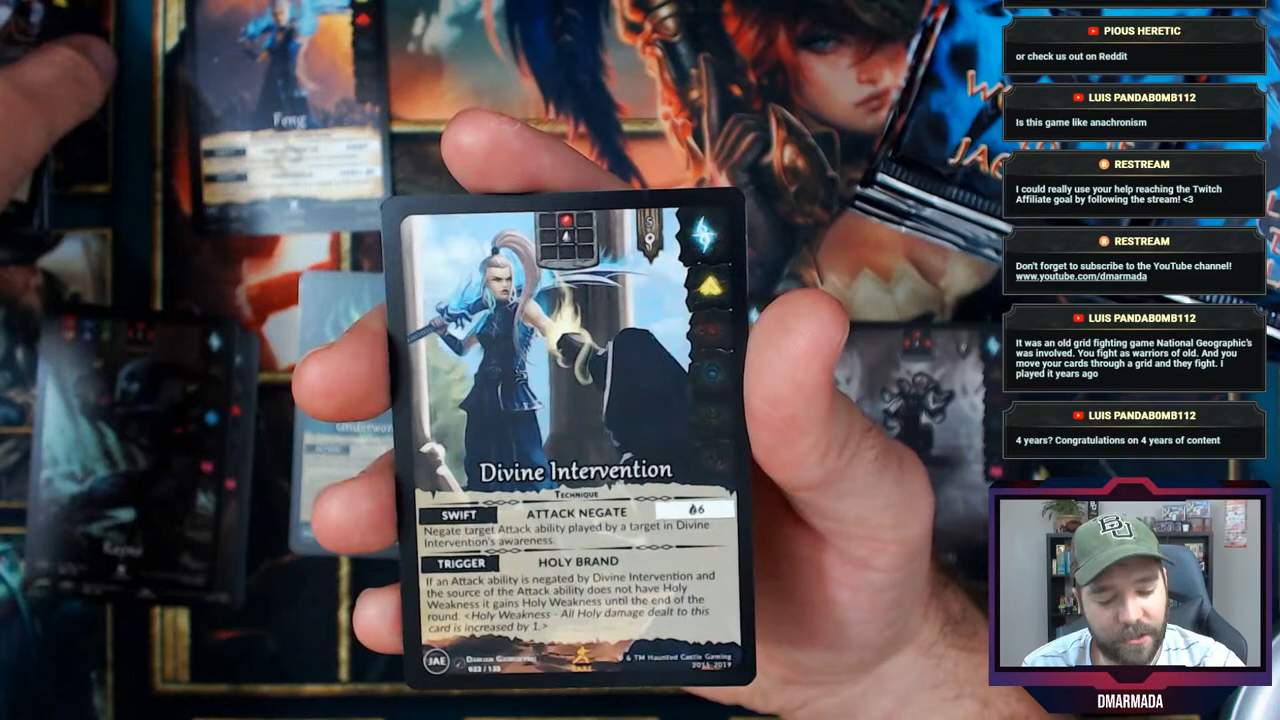 Feng
Divine Intervention
TECHNIQUE
SWIFT
ATTACK NEGATE
6
Negate target Attack ability played by a target in Divine
Intervention's awareness.
TRIGGER
HOLY BRAND
If an Attack ability is negated by Divine Intervention and
the source of the Attack ability does not have Holy
Weakness it gains Holy Weakness until the end of the
round. <Holy Weakness - All Holy damage dealt to this
card is increased by 1.>
JAE
RARE
& TM Haunted Castle Gaming
2015-2019
5
PIOUS HERETIC
or check us out on Reddit
LUIS PANDAB0MB112
Is this game like anachronism
RESTREAM
I could really use your help reaching the Twitch
Affiliate goal by following the stream! <3
RESTREAM
Don't forget to subscribe to the YouTube channel!
www.youtube.com/dmarmada
LUIS PANDAB0MB112
It was an old grid fighting game National Geographic's
was involved. You fight as warriors of old. And you
move your cards through a grid and they fight. I
played it years ago
LUIS PANDAB0MB112
4 years? Congratulations on 4 years of content
DMARMADA